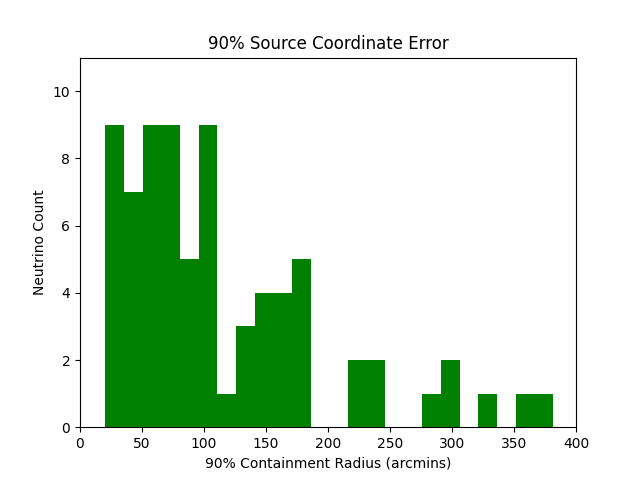 90% Source Coordinate Error
10
8
6
4
2
0
Neutrino Count
0 50 100 150 200 250 300 350 400
90% Containment Radius (arcmins)